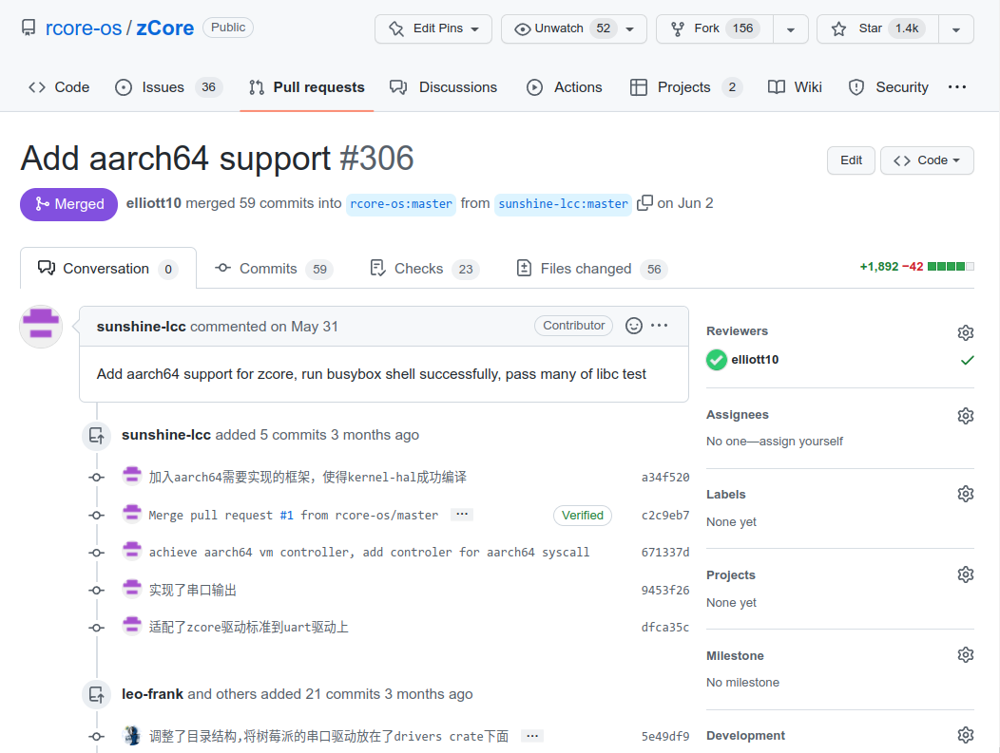 rcore-os / zCore Public Edit Pins Unwatch 52 Fork 156 Star 1.4k
Code Issues 36 Pull requests Discussions Actions Projects 2 Wiki Security ...
Add aarch64 support #306 Edit Code
Merged elliott10 merged 59 commits into rcore-os:master from sunshine-lcc:master on Jun 2
Conversation 0 Commits 59 Checks 23 Files changed 56 +1,892 −42
sunshine-lcc commented on May 31 Contributor ...
Add aarch64 support for zcore, run busybox shell successfully, pass many of libc test
sunshine-lcc added 5 commits 3 months ago
加入aarch64需要实现的框架，使得kernel-hal成功编译 a34f520
Merge pull request #1 from rcore-os/master ... Verified c2c9eb7
achieve aarch64 vm controller, add controler for aarch64 syscall 671337d
实现了串口输出 9453f26
适配了zcore驱动标准到uart驱动上 dfca35c
leo-frank and others added 21 commits 3 months ago
调整了目录结构,将树莓派的串口驱动放在了drivers crate下面 ... 5e49df9
Reviewers
elliott10
Assignees
No one—assign yourself
Labels
None yet
Projects
None yet
Milestone
No milestone
Development